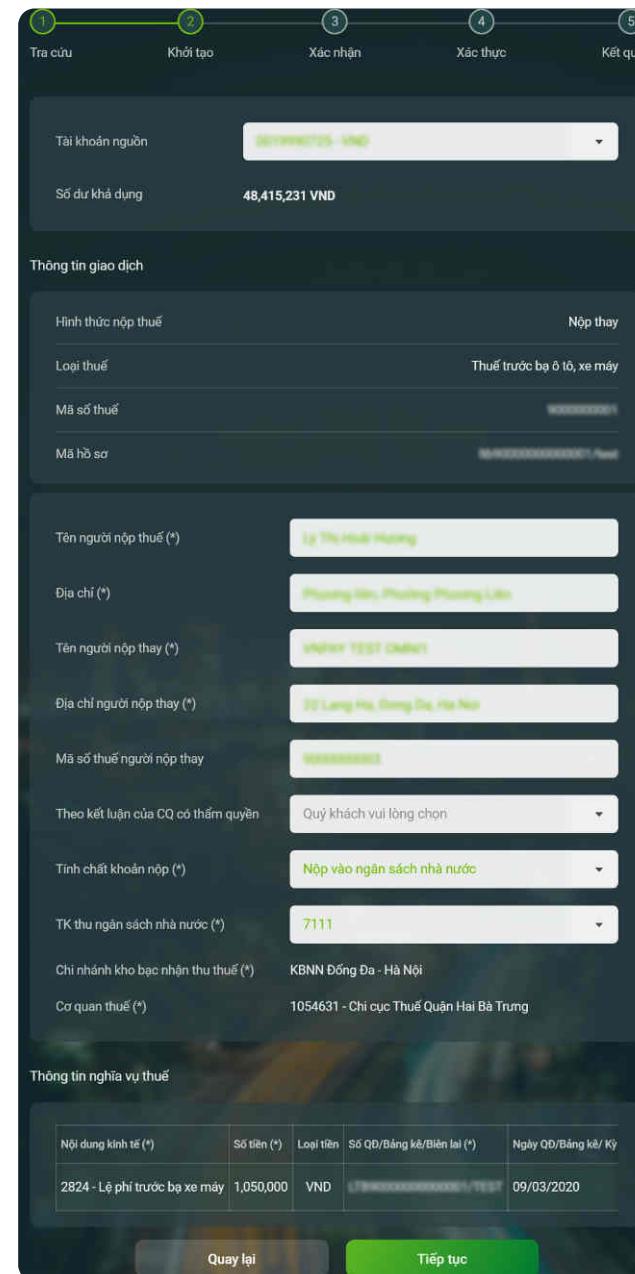 1 2 3 4 5
Tra cứu Khởi tạo Xác nhận Xác thực Kết qu
Tài khoản nguồn
Số dư khả dụng 48,415,231 VND
Thông tin giao dịch
Hình thức nộp thuế Nộp thay
Loại thuế Thuế trước bạ ô tô, xe máy
Mã số thuế
Mã hồ sơ
Tên người nộp thuế (*)
Địa chỉ (*)
Tên người nộp thay (*)
Địa chỉ người nộp thay (*)
Mã số thuế người nộp thay
Theo kết luận của CQ có thẩm quyền Quý khách vui lòng chọn
Tính chất khoản nộp (*) Nộp vào ngân sách nhà nước
TK thu ngân sách nhà nước (*) 7111
Chi nhánh kho bạc nhận thu thuế (*) KBNN Đống Đa - Hà Nội
Cơ quan thuế (*) 1054631 - Chi cục Thuế Quận Hai Bà Trưng
Thông tin nghĩa vụ thuế
Nội dung kinh tế (*) Số tiền (*) Loại tiền Số QĐ/Bảng kê/Biên lai (*) Ngày QĐ/Bảng kê/ Kỳ
2824 - Lệ phí trước bạ xe máy 1,050,000 VND 09/03/2020
Quay lại Tiếp tục